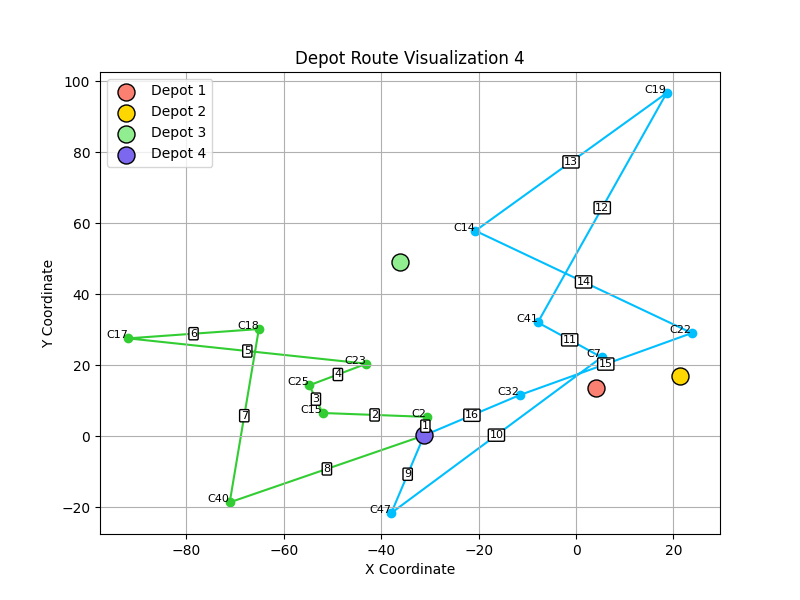 Depot Route Visualization 4
Depot 1
Depot 2
Depot 3
Depot 4
Y Coordinate
100
80
60
40
20
0
−20
−80
−60
−40
−20
0
20
X Coordinate
C19
13
12
C14
14
C41
C22
11
C7
15
C17
6
C18
5
C23
4
C25
3
C15
2
C2
1
C32
16
10
7
8
9
C40
C47